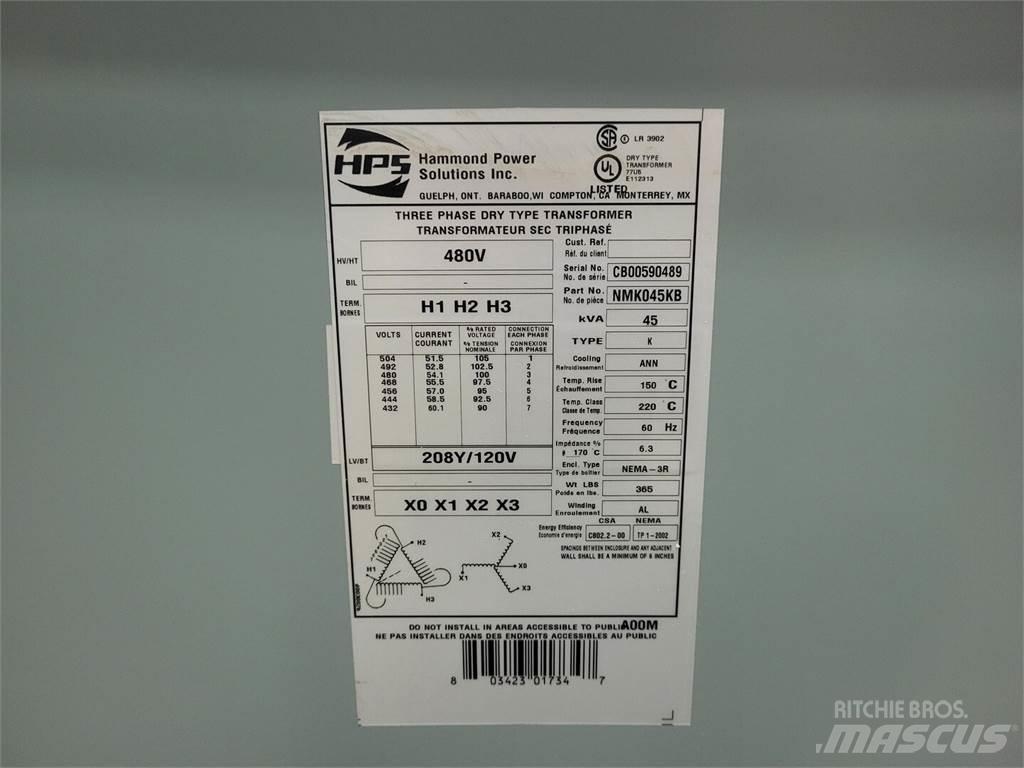 HPS
Hammond Power
Solutions Inc.
LR 3902
DRY TYPE
TRANSFORMER
77U6
E112313
LISTED
GUELPH, ONT. BARABOO,WI COMPTON, CA MONTERREY, MX
THREE PHASE DRY TYPE TRANSFORMER
TRANSFORMATEUR SEC TRIPHASÉ
HV/HT 480V
BIL -
TERM. BORNES H1 H2 H3
VOLTS CURRENT COURANT % RATED VOLTAGE % TENSION NOMINALE CONNECTION EACH PHASE CONNEXION PAR PHASE
504 51.5 105 1
492 52.8 102.5 2
480 54.1 100 3
468 55.5 97.5 4
456 57.0 95 5
444 58.5 92.5 6
432 60.1 90 7
LV/BT 208Y/120V
BIL -
TERM. BORNES X0 X1 X2 X3
Cust. Ref.
Réf. du client
Serial No.
No. de série CB00590489
Part No.
No. de pièce NMK045KB
kVA 45
TYPE K
Cooling
Refroidissement ANN
Temp. Rise
Échauffement 150 °C
Temp. Class
Classe de Temp. 220 °C
Frequency
Fréquence 60 Hz
Impédance %
170 °C 6.3
Encl. Type
Type de boîtier NEMA-3R
Wt LBS
Poids en lbs. 365
Winding
Enroulement AL
CSA NEMA
Energy Efficiency
Economie d'energie C802.2-00 TP 1-2002
SPACINGS BETWEEN ENCLOSURE AND ANY ADJACENT
WALL SHALL BE A MINIMUM OF 6 INCHES
H2
H1
H3
X2
X0
X1
X3
DO NOT INSTALL IN AREAS ACCESSIBLE TO PUBLIC
A00M
NE PAS INSTALLER DANS DES ENDROITS ACCESSIBLES AU PUBLIC
8 03423 01734 7
RITCHIE BROS.
MASCUS